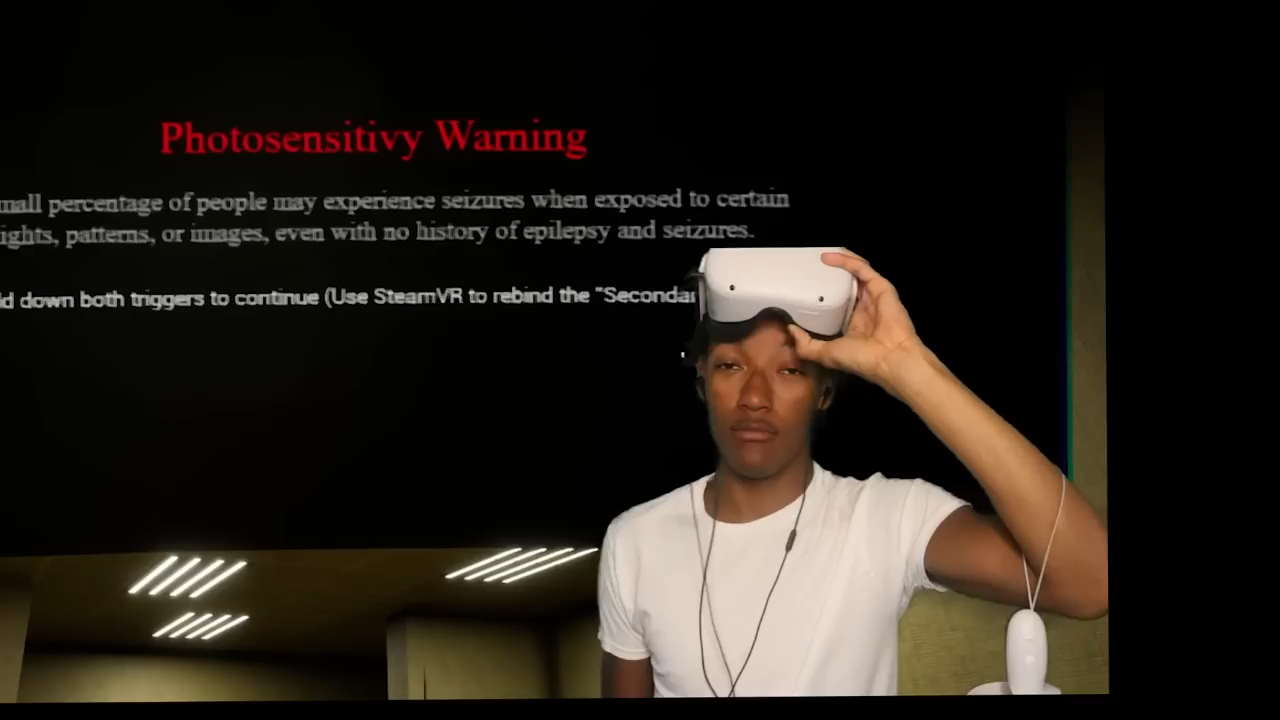 Photosensitivy Warning
mall percentage of people may experience seizures when exposed to certain
ights, patterns, or images, even with no history of epilepsy and seizures.
ld down both triggers to continue (Use SteamVR to rebind the "Secondar